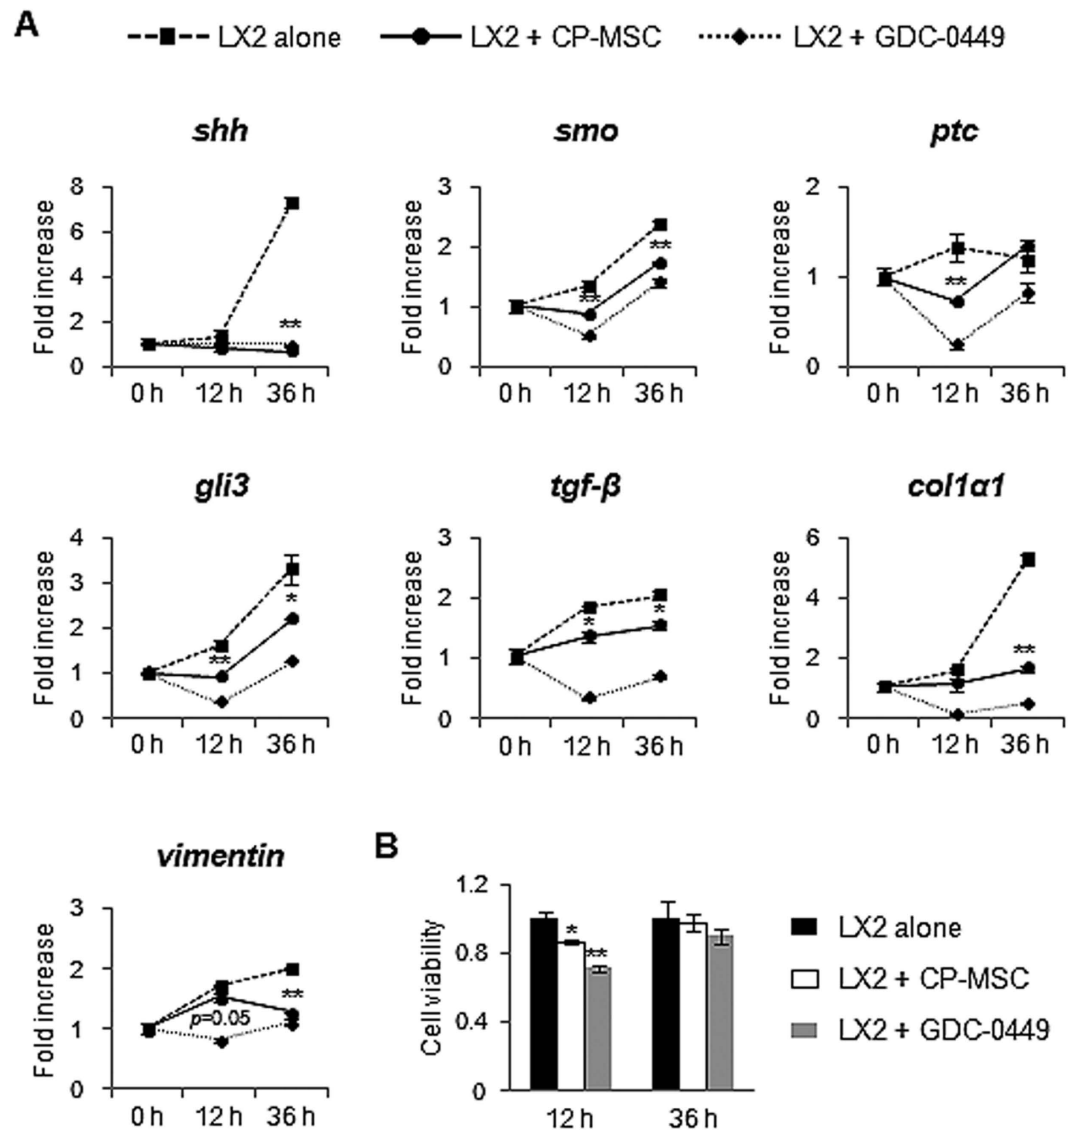 A
LX2 alone LX2 + CP-MSC LX2 + GDC-0449
shh smo ptc
Fold increase
8
6
4
2
0
**
0 h 12 h 36 h
Fold increase
3
2
1
0
**
**
0 h 12 h 36 h
Fold increase
2
1
0
**
0 h 12 h 36 h
gli3 tgf-β col1α1
Fold increase
4
3
2
1
0
**
*
0 h 12 h 36 h
Fold increase
3
2
1
0
*
*
0 h 12 h 36 h
Fold increase
6
4
2
0
**
0 h 12 h 36 h
vimentin
Fold increase
3
2
1
0
p=0.05
**
0 h 12 h 36 h
B
Cell viability
1.2
0.8
0.4
0
*
**
12 h 36 h
LX2 alone
LX2 + CP-MSC
LX2 + GDC-0449